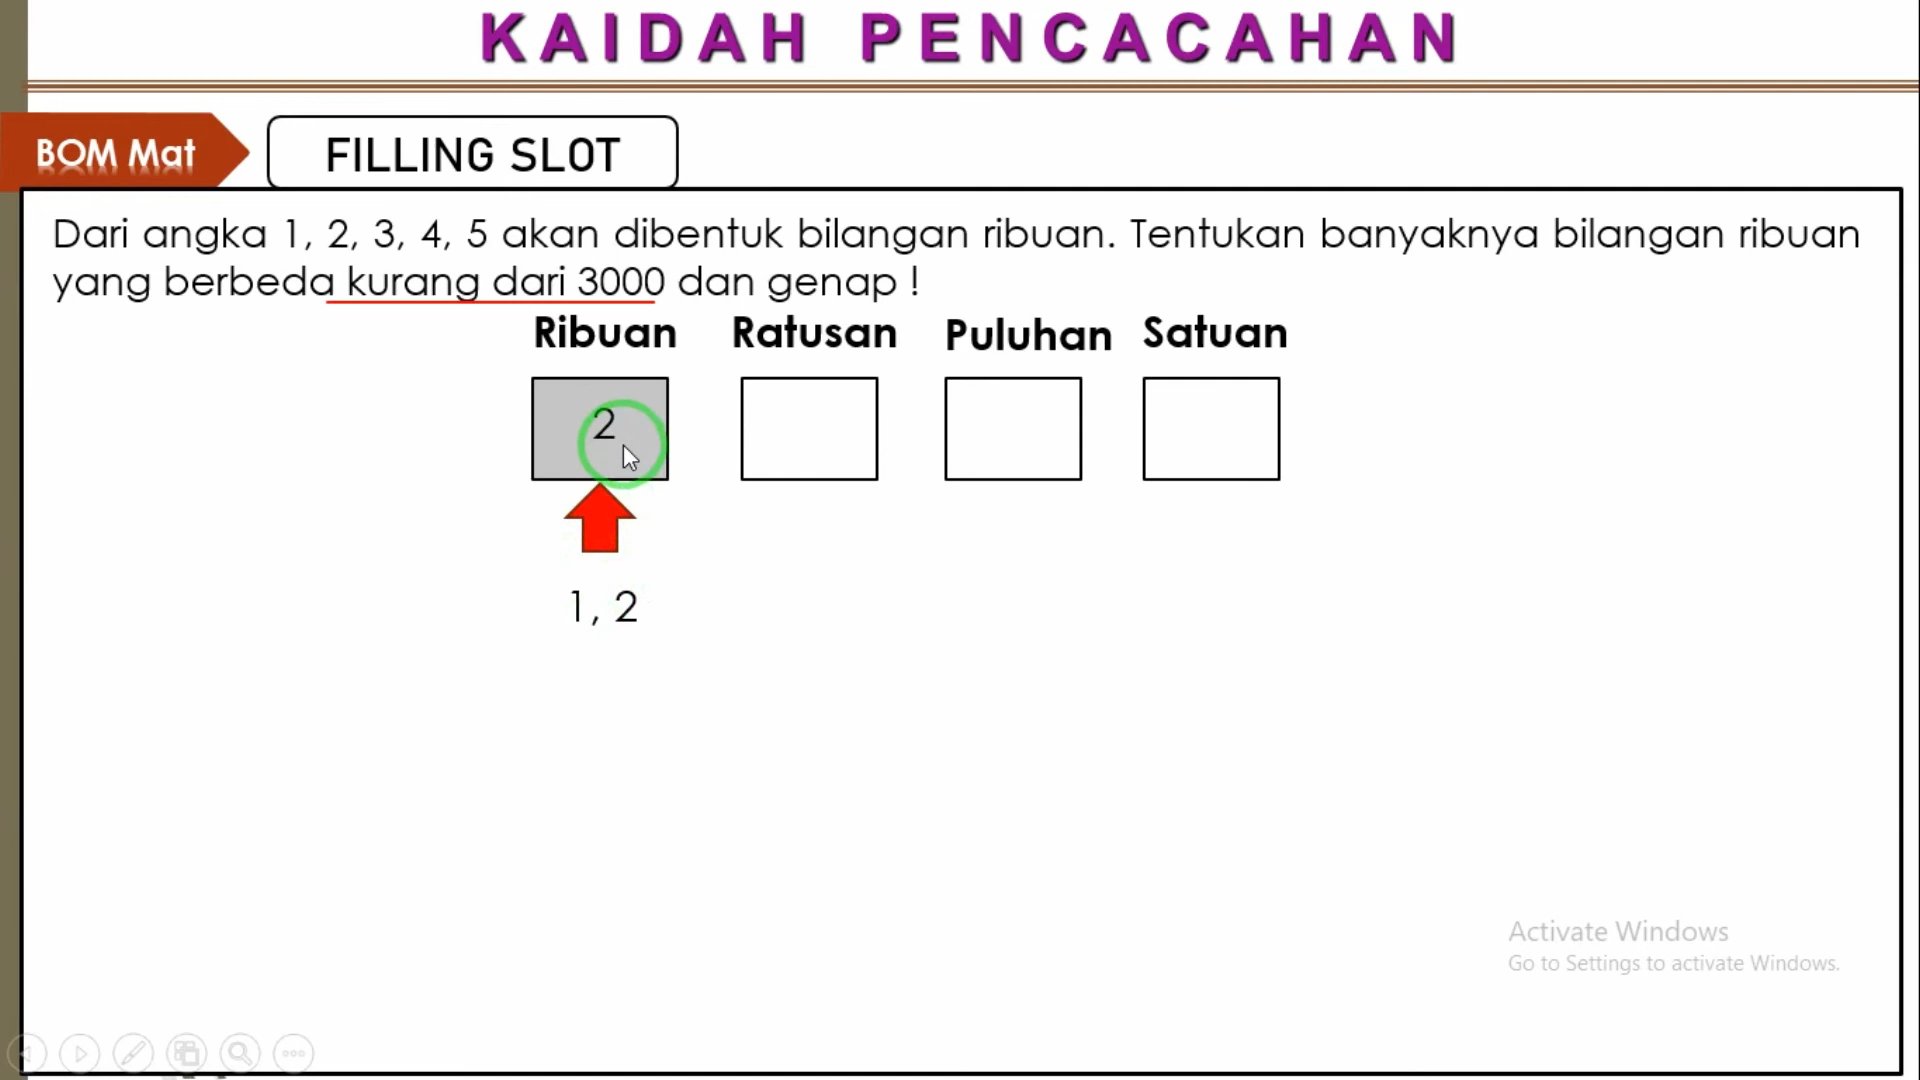 KAIDAH PENCACAHAN
BOM Mat
FILLING SLOT
Dari angka 1, 2, 3, 4, 5 akan dibentuk bilangan ribuan. Tentukan banyaknya bilangan ribuan
yang berbeda kurang dari 3000 dan genap !
Ribuan Ratusan Puluhan Satuan
2
1, 2
Activate Windows
Go to Settings to activate Windows.